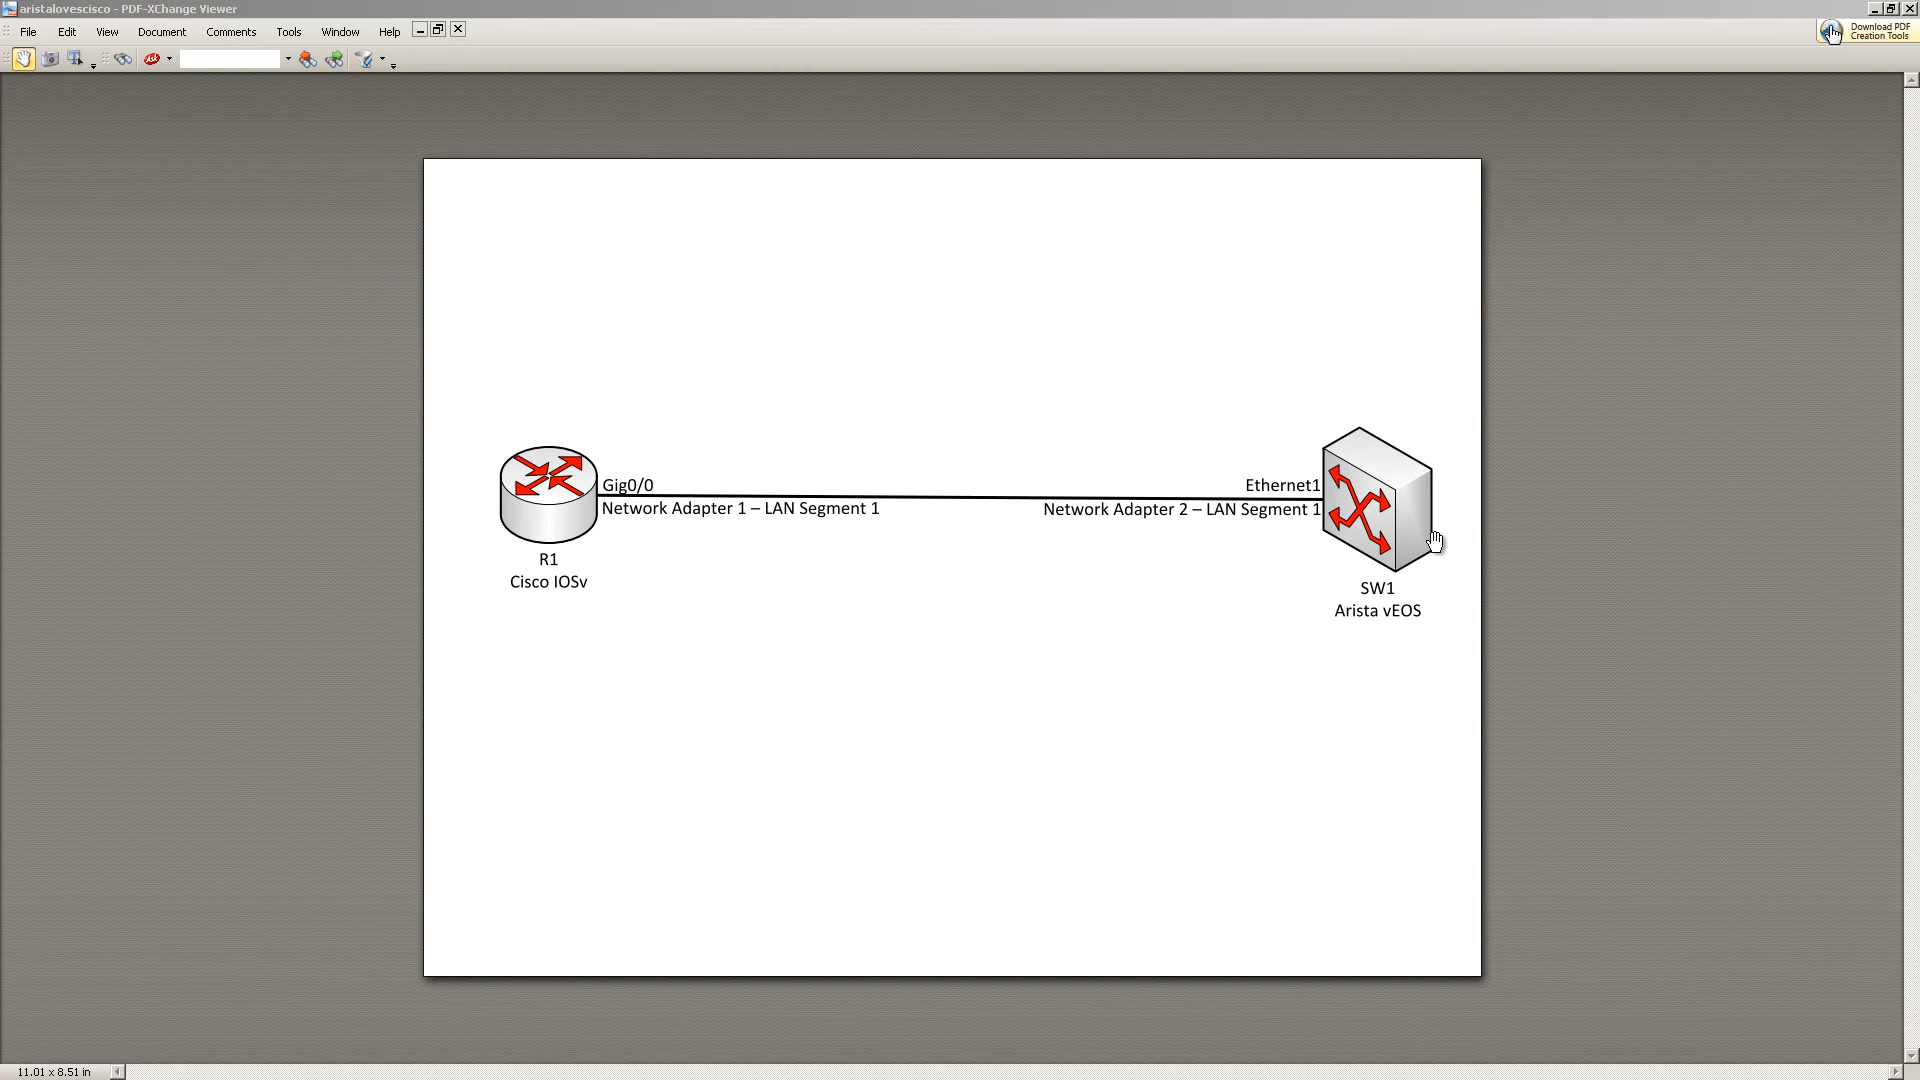 aristalovescisco - PDF-XChange Viewer
File Edit View Document Comments Tools Window Help
Download PDF
Creation Tools
Ask
Gig0/0
Network Adapter 1 – LAN Segment 1
R1
Cisco IOSv
Ethernet1
Network Adapter 2 – LAN Segment 1
SW1
Arista vEOS
11.01 x 8.51 in